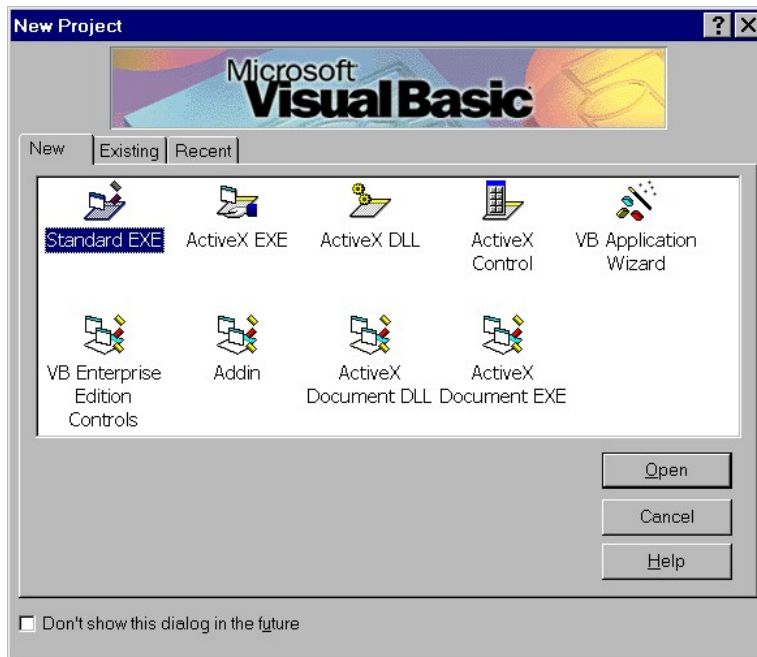 New Project
Microsoft
Visual Basic
New Existing Recent
Standard EXE ActiveX EXE ActiveX DLL ActiveX Control VB Application Wizard
VB Enterprise Edition Controls Addin ActiveX Document DLL ActiveX Document EXE
Open
Cancel
Help
Don't show this dialog in the future